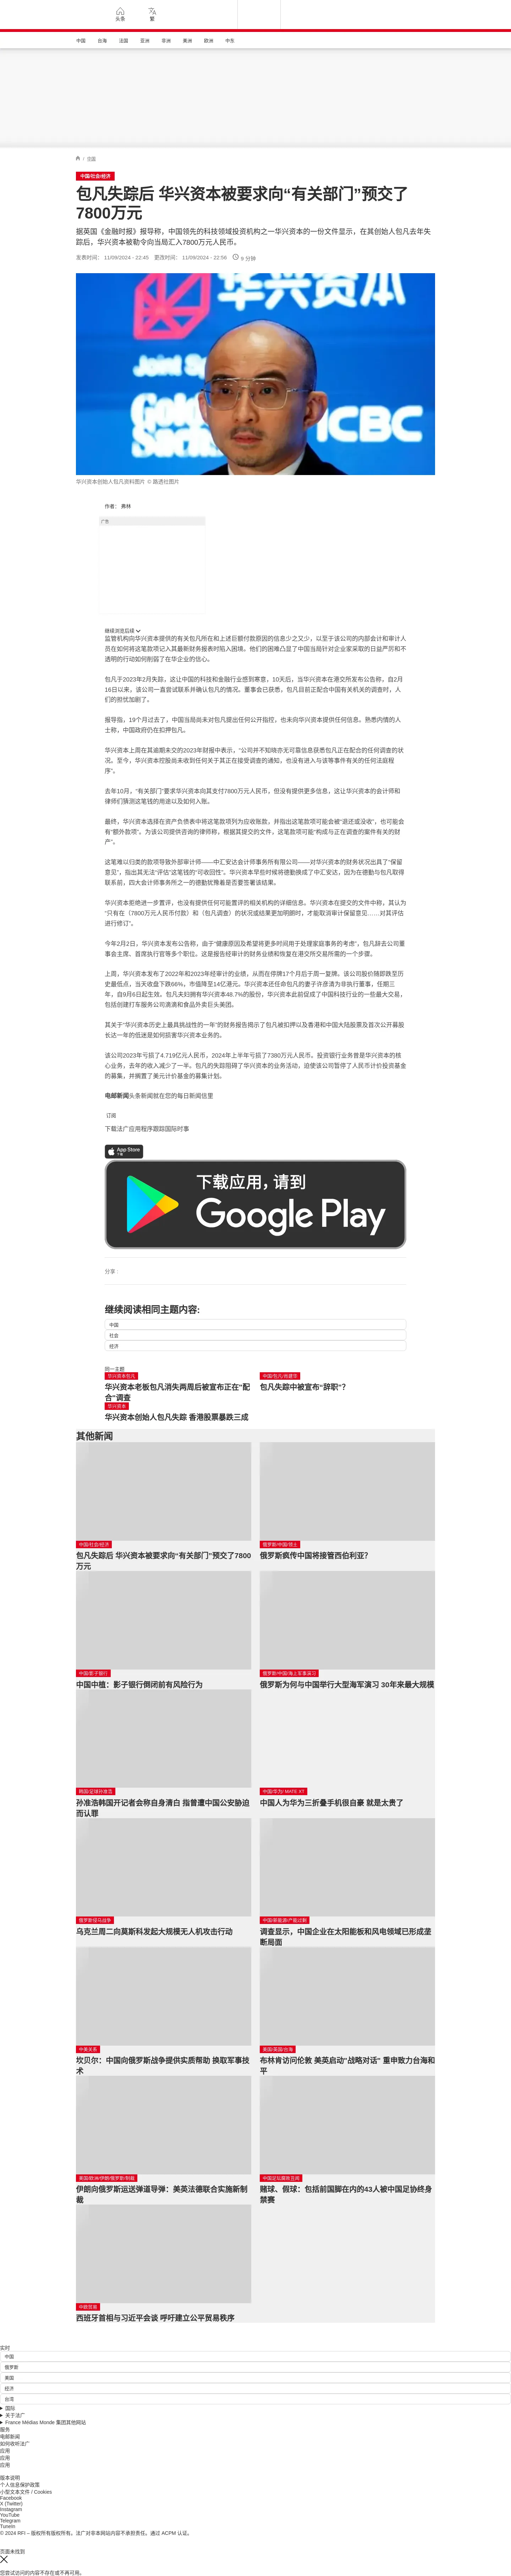 头条
繁
中国
台湾
法国
亚洲
非洲
美洲
欧洲
中东
/ 中国
中国/社会/经济
包凡失踪后 华兴资本被要求向“有关部门”预交了
7800万元
据英国《金融时报》报导称，中国领先的科技领域投资机构之一华兴资本的一份文件显示，在其创始人包凡去年失
踪后，华兴资本被勒令向当局汇入7800万元人民币。
发表时间： 11/09/2024 - 22:45 更改时间： 11/09/2024 - 22:56 9 分钟
华兴资本
Goldman
Sachs
ICBC
华兴资本创始人包凡资料图片 © 路透社图片
作者： 弗林
广告
继续浏览后续
监管机构向华兴资本提供的有关包凡所在和上述巨额付款原因的信息少之又少，以至于该公司的内部会计和审计人
员在如何将这笔款项记入其最新财务报表时陷入困境。他们的困难凸显了中国当局针对企业家采取的日益严厉和不
透明的行动如何削弱了在华企业的信心。
包凡于2023年2月失踪，这让中国的科技和金融行业感到寒意，10天后，当华兴资本在港交所发布公告称，自2月
16日以来，该公司一直尝试联系并确认包凡的情况。董事会已获悉，包凡目前正配合中国有关机关的调查时，人
们的担忧加剧了。
报导指，19个月过去了，中国当局尚未对包凡提出任何公开指控，也未向华兴资本提供任何信息。熟悉内情的人
士称，中国政府仍在扣押包凡。
华兴资本上周在其逾期未交的2023年财报中表示，“公司并不知晓亦无可靠信息获悉包凡正在配合的任何调查的状
况。至今，华兴资本控股尚未收到任何关于其正在接受调查的通知，也没有进入与该等事件有关的任何法庭程
序”。
去年10月，“有关部门”要求华兴资本向其支付7800万元人民币，但没有提供更多信息，这让华兴资本的会计师和
律师们猜测这笔钱的用途以及如何入账。
最终，华兴资本选择在资产负债表中将这笔款项列为应收账款，并指出这笔款项可能会被“退还或没收”，也可能会
有“额外款项”。为该公司提供咨询的律师称，根据其提交的文件，这笔款项可能“构成与正在调查的案件有关的财
产”。
这笔难以归类的款项导致外部审计师——中汇安达会计师事务所有限公司——对华兴资本的财务状况出具了“保留
意见”，指出其无法“评估”这笔钱的“可收回性”。华兴资本早些时候将德勤换成了中汇安达，因为在德勤与包凡取得
联系前，四大会计师事务所之一的德勤犹豫着是否要签署该结果。
华兴资本拒绝进一步置评，也没有提供任何可能置评的相关机构的详细信息。华兴资本在提交的文件中称，其认为
“只有在（7800万元人民币付款）和（包凡调查）的状况或结果更加明朗时，才能取消审计保留意见……对其评估
进行修订”。
今年2月2日，华兴资本发布公告称，由于“健康原因及希望将更多时间用于处理家庭事务的考虑”，包凡辞去公司董
事会主席、首席执行官等多个职位。这是报告经审计的财务业绩和恢复在港交所交易所需的一个步骤。
上周，华兴资本发布了2022年和2023年经审计的业绩，从而在停牌17个月后于周一复牌。该公司股价随即跌至历
史最低点，当天收盘下跌66%，市值降至14亿港元。华兴资本还任命包凡的妻子许彦清为非执行董事，任期三
年，自9月6日起生效。包凡夫妇拥有华兴资本48.7%的股份，华兴资本此前促成了中国科技行业的一些最大交易，
包括创建打车服务公司滴滴和食品外卖巨头美团。
其关于“华兴资本历史上最具挑战性的一年”的财务报告揭示了包凡被扣押以及香港和中国大陆股票及首次公开募股
长达一年的低迷是如何损害华兴资本业务的。
该公司2023年亏损了4.719亿元人民币，2024年上半年亏损了7380万元人民币。投资银行业普是华兴资本的核
心业务，去年的收入减少了一半。包凡的失踪阻碍了华兴资本的业务活动，迫使该公司暂停了人民币计价投资基金
的募集，并搁置了美元计价基金的募集计划。
电邮新闻头条新闻就在您的每日新闻信里
订阅
下载法广应用程序跟踪国际时事
App Store
下载
下载应用，请到
Google Play
分享 :
继续阅读相同主题内容:
中国
社会
经济
同一主题
华兴资本包凡
华兴资本老板包凡消失两周后被宣布正在"配
合"调查
中国/包凡/咨建华
包凡失踪中被宣布“辞职”？
华兴资本
华兴资本创始人包凡失踪 香港股票暴跌三成
其他新闻
中国/社会/经济
包凡失踪后 华兴资本被要求向“有关部门”预交了7800
万元
俄罗斯/中国/领土
俄罗斯疯传中国将接管西伯利亚?
中国/影子银行
中国中植：影子银行倒闭前有风险行为
俄罗斯/中国/海上军事演习
俄罗斯为何与中国举行大型海军演习 30年来最大规模
韩国/足球孙准浩
孙准浩韩国开记者会称自身清白 指曾遭中国公安胁迫
而认罪
中国/华为/ MATE XT
中国人为华为三折叠手机很自豪 就是太贵了
俄罗斯侵乌战争
乌克兰周二向莫斯科发起大规模无人机攻击行动
中国/新能源/产能过剩
调查显示，中国企业在太阳能板和风电领域已形成垄
断局面
中美关系
坎贝尔：中国向俄罗斯战争提供实质帮助 换取军事技
术
美国/英国/台海
布林肯访问伦敦 美英启动"战略对话" 重申致力台海和
平
美国/欧洲/伊朗/俄罗斯/制裁
伊朗向俄罗斯运送弹道导弹：美英法德联合实施新制
裁
中国足坛腐败丑闻
赌球、假球：包括前国脚在内的43人被中国足协终身
禁赛
中欧贸易
西班牙首相与习近平会谈 呼吁建立公平贸易秩序
实时
中国
俄罗斯
美国
经济
台湾
国际
关于法广
France Médias Monde 集团其他网站
服务
电邮新闻
如何收听法广
应用
应用
应用
版本说明
个人信息保护政策
小型文本文件 / Cookies
Facebook
X (Twitter)
Instagram
YouTube
Telegram
TuneIn
© 2024 RFI – 版权所有版权所有。法广对非本网站内容不承担责任。通过 ACPM 认证。
页面未找到
您尝试访问的内容不存在或不再可用。